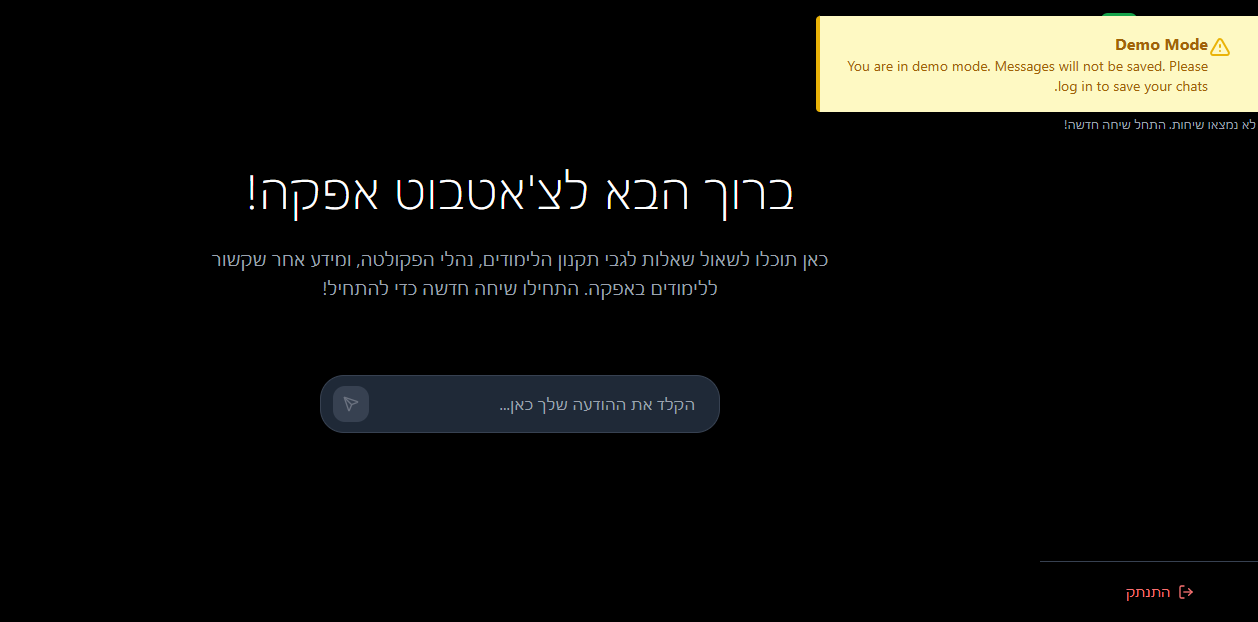 Demo Mode
You are in demo mode. Messages will not be saved. Please
log in to save your chats.
לא נמצאו שיחות. התחל שיחה חדשה!
ברוך הבא לצ'אטבוט אפקה!
כאן תוכלו לשאול שאלות לגבי תקנון הלימודים, נהלי הפקולטה, ומידע אחר שקשור
ללימודים באפקה. התחילו שיחה חדשה כדי להתחיל!
הקלד את ההודעה שלך כאן...
התנתק